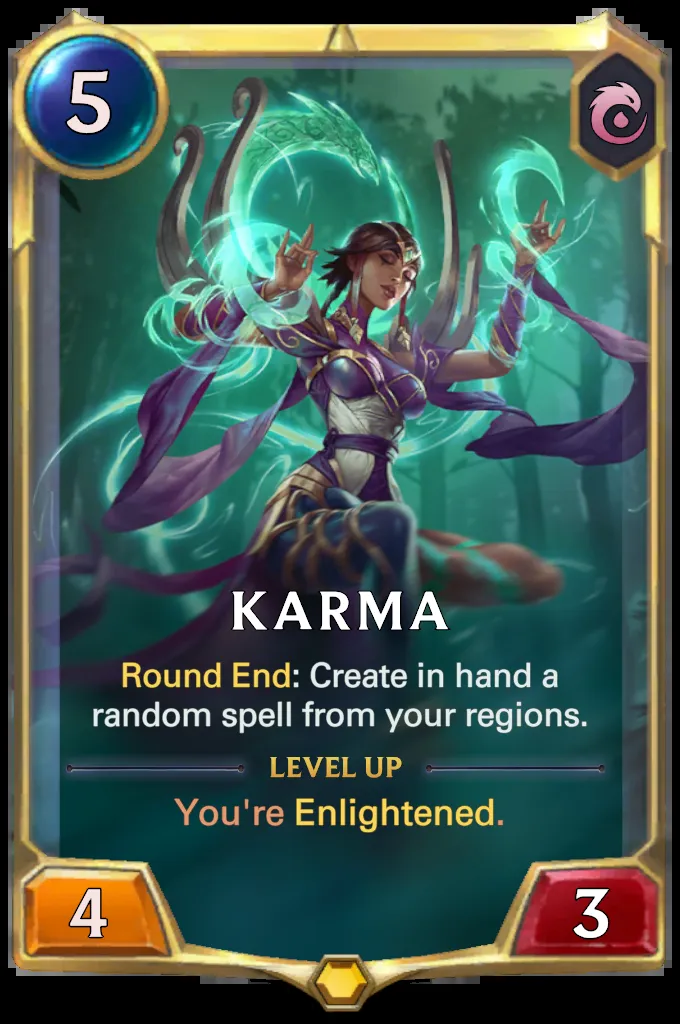 5
KARMA
Round End: Create in hand a
random spell from your regions.
LEVEL UP
You're Enlightened.
4
3